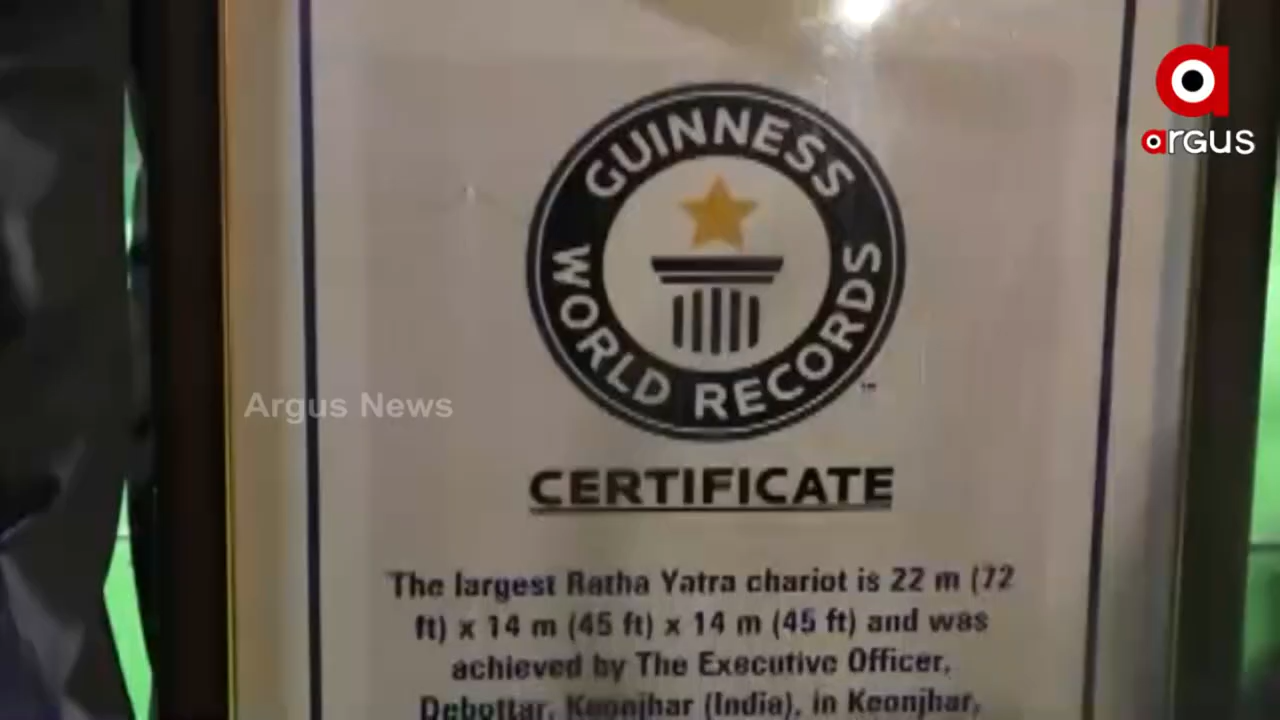 GUINNESS
WORLD RECORDS
™
CERTIFICATE
The largest Ratha Yatra chariot is 22 m (72
ft) x 14 m (45 ft) x 14 m (45 ft) and was
achieved by The Executive Officer,
Debottar, Keonjhar (India), in Keonjhar,
Argus News
a
argus